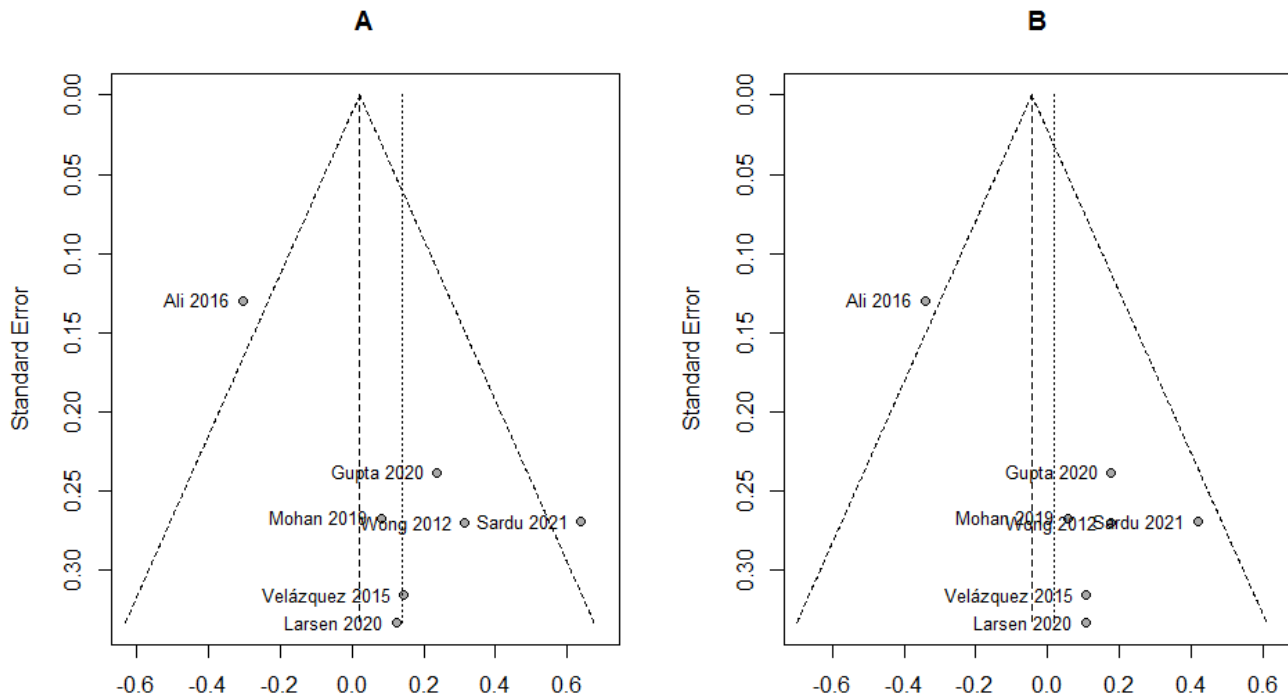 A
Standard Error
0.00
0.05
0.10
0.15
0.20
0.25
0.30
Ali 2016
Gupta 2020
Mohan 2019
Wong 2012
Sardu 2021
Velázquez 2015
Larsen 2020
-0.6 -0.4 -0.2 0.0 0.2 0.4 0.6
B
Standard Error
0.00
0.05
0.10
0.15
0.20
0.25
0.30
Ali 2016
Gupta 2020
Mohan 2019
Wong 2012
Sardu 2021
Velázquez 2015
Larsen 2020
-0.6 -0.4 -0.2 0.0 0.2 0.4 0.6